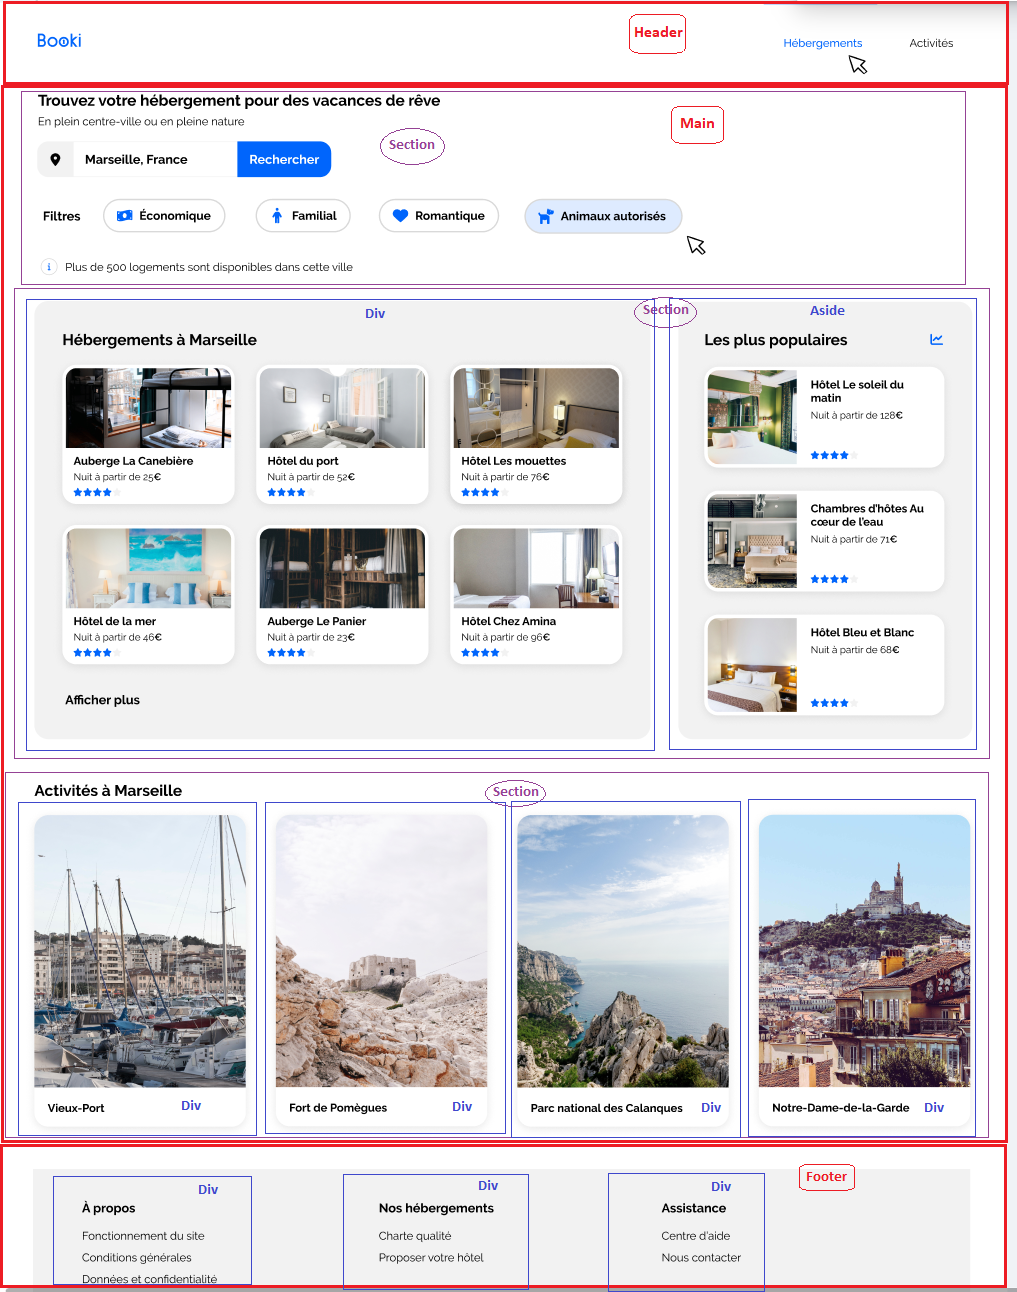 Booki
Header
Hébergements
Activités
Trouvez votre hébergement pour des vacances de rêve
En plein centre-ville ou en pleine nature
Main
Section
Marseille, France
Rechercher
Filtres
Économique
Familial
Romantique
Animaux autorisés
Plus de 500 logements sont disponibles dans cette ville
Div
Section
Aside
Hébergements à Marseille
Auberge La Canebière
Nuit à partir de 25€
Hôtel du port
Nuit à partir de 52€
Hôtel Les mouettes
Nuit à partir de 76€
Hôtel de la mer
Nuit à partir de 46€
Auberge Le Panier
Nuit à partir de 23€
Hôtel Chez Amina
Nuit à partir de 96€
Afficher plus
Les plus populaires
Hôtel Le soleil du
matin
Nuit à partir de 128€
Chambres d'hôtes Au
cœur de l'eau
Nuit à partir de 71€
Hôtel Bleu et Blanc
Nuit à partir de 68€
Activités à Marseille
Section
Vieux-Port
Div
Fort de Pomègues
Div
Parc national des Calanques
Div
Notre-Dame-de-la-Garde
Div
Footer
Div
À propos
Fonctionnement du site
Conditions générales
Données et confidentialité
Div
Nos hébergements
Charte qualité
Proposer votre hôtel
Div
Assistance
Centre d'aide
Nous contacter